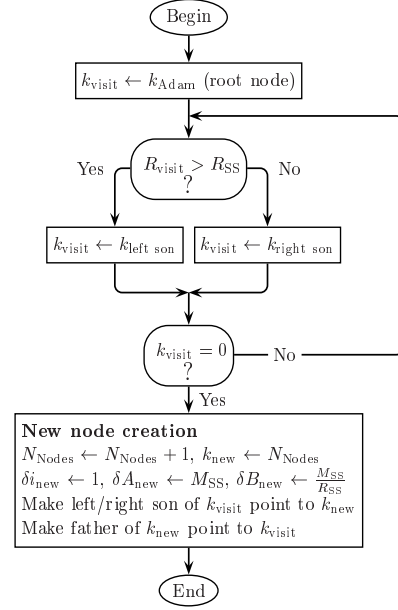 Begin
k_visit ← k_Adam (root node)
R_visit > R_SS
?
Yes
No
k_visit ← k_left son
k_visit ← k_right son
k_visit = 0
?
No
Yes
New node creation
N_Nodes ← N_Nodes + 1, k_new ← N_Nodes
δi_new ← 1, δA_new ← M_SS, δB_new ← M_SS/R_SS
Make left/right son of k_visit point to k_new
Make father of k_new point to k_visit
End